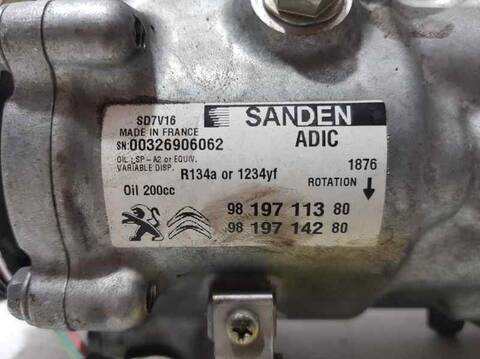 SD7V16
SANDEN
MADE IN FRANCE
SN:00326906062
ADIC
OIL : SP-A2 or EQUIV.
VARIABLE DISP.
R134a or 1234yf
1876
Oil 200cc
ROTATION
98 197 113 80
98 197 142 80